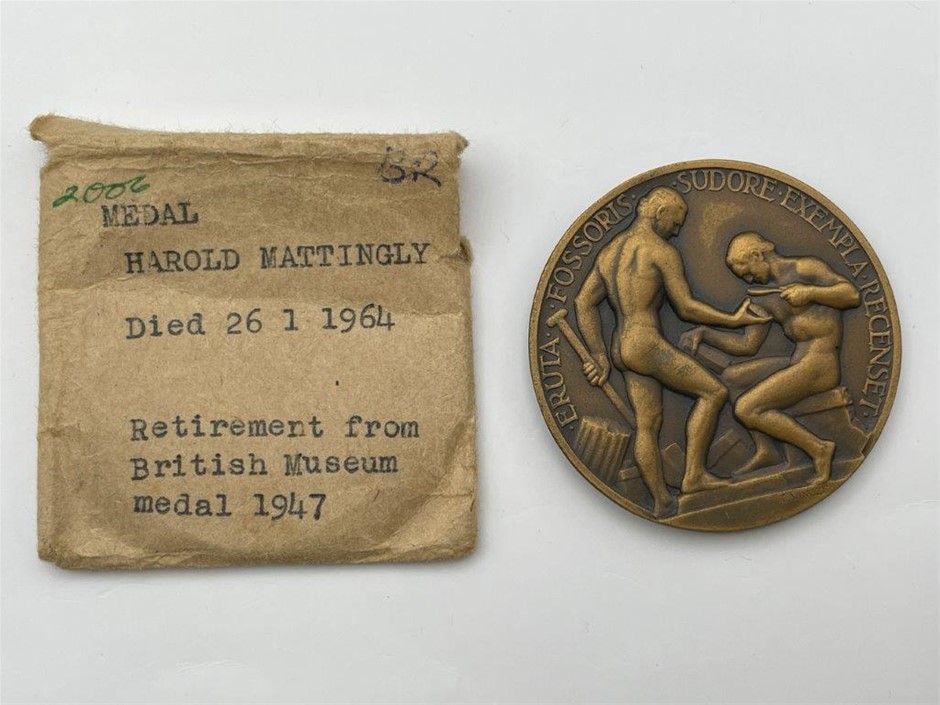 BR
2006
MEDAL
HAROLD MATTINGLY
Died 26 1 1964
Retirement from
British Museum
medal 1947
ERUTA · FOSSORIS · SUDORE · EXEMPLA · RECENSET ·